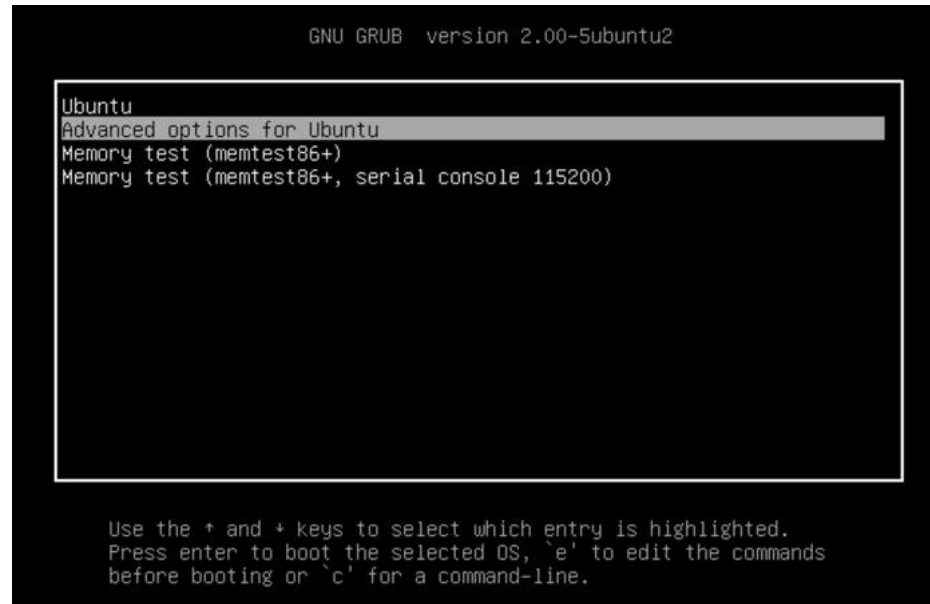 GNU GRUB  version 2.00-5ubuntu2
Ubuntu
Advanced options for Ubuntu
Memory test (memtest86+)
Memory test (memtest86+, serial console 115200)
Use the ↑ and ↓ keys to select which entry is highlighted.
Press enter to boot the selected OS, `e' to edit the commands
before booting or `c' for a command-line.